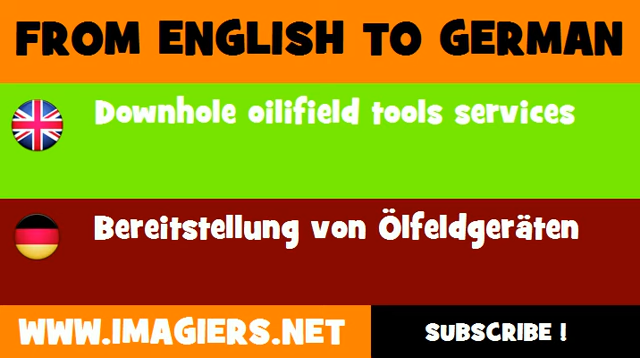 FROM ENGLISH TO GERMAN
Downhole oilifield tools services
Bereitstellung von Ölfeldgeräten
WWW.IMAGIERS.NET
SUBSCRIBE !